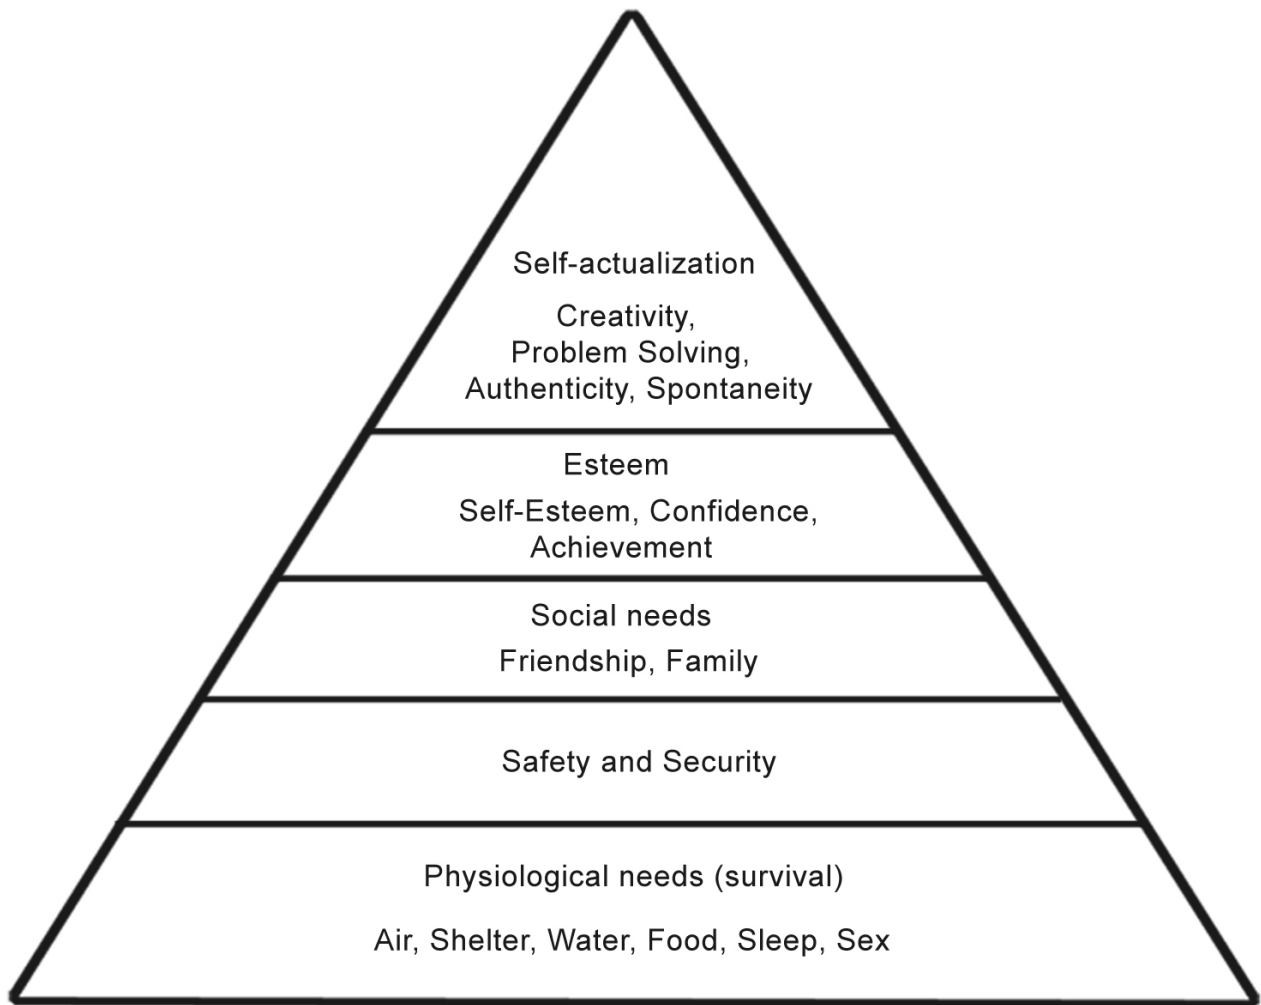 Self-actualization
Creativity,
Problem Solving,
Authenticity, Spontaneity
Esteem
Self-Esteem, Confidence,
Achievement
Social needs
Friendship, Family
Safety and Security
Physiological needs (survival)
Air, Shelter, Water, Food, Sleep, Sex